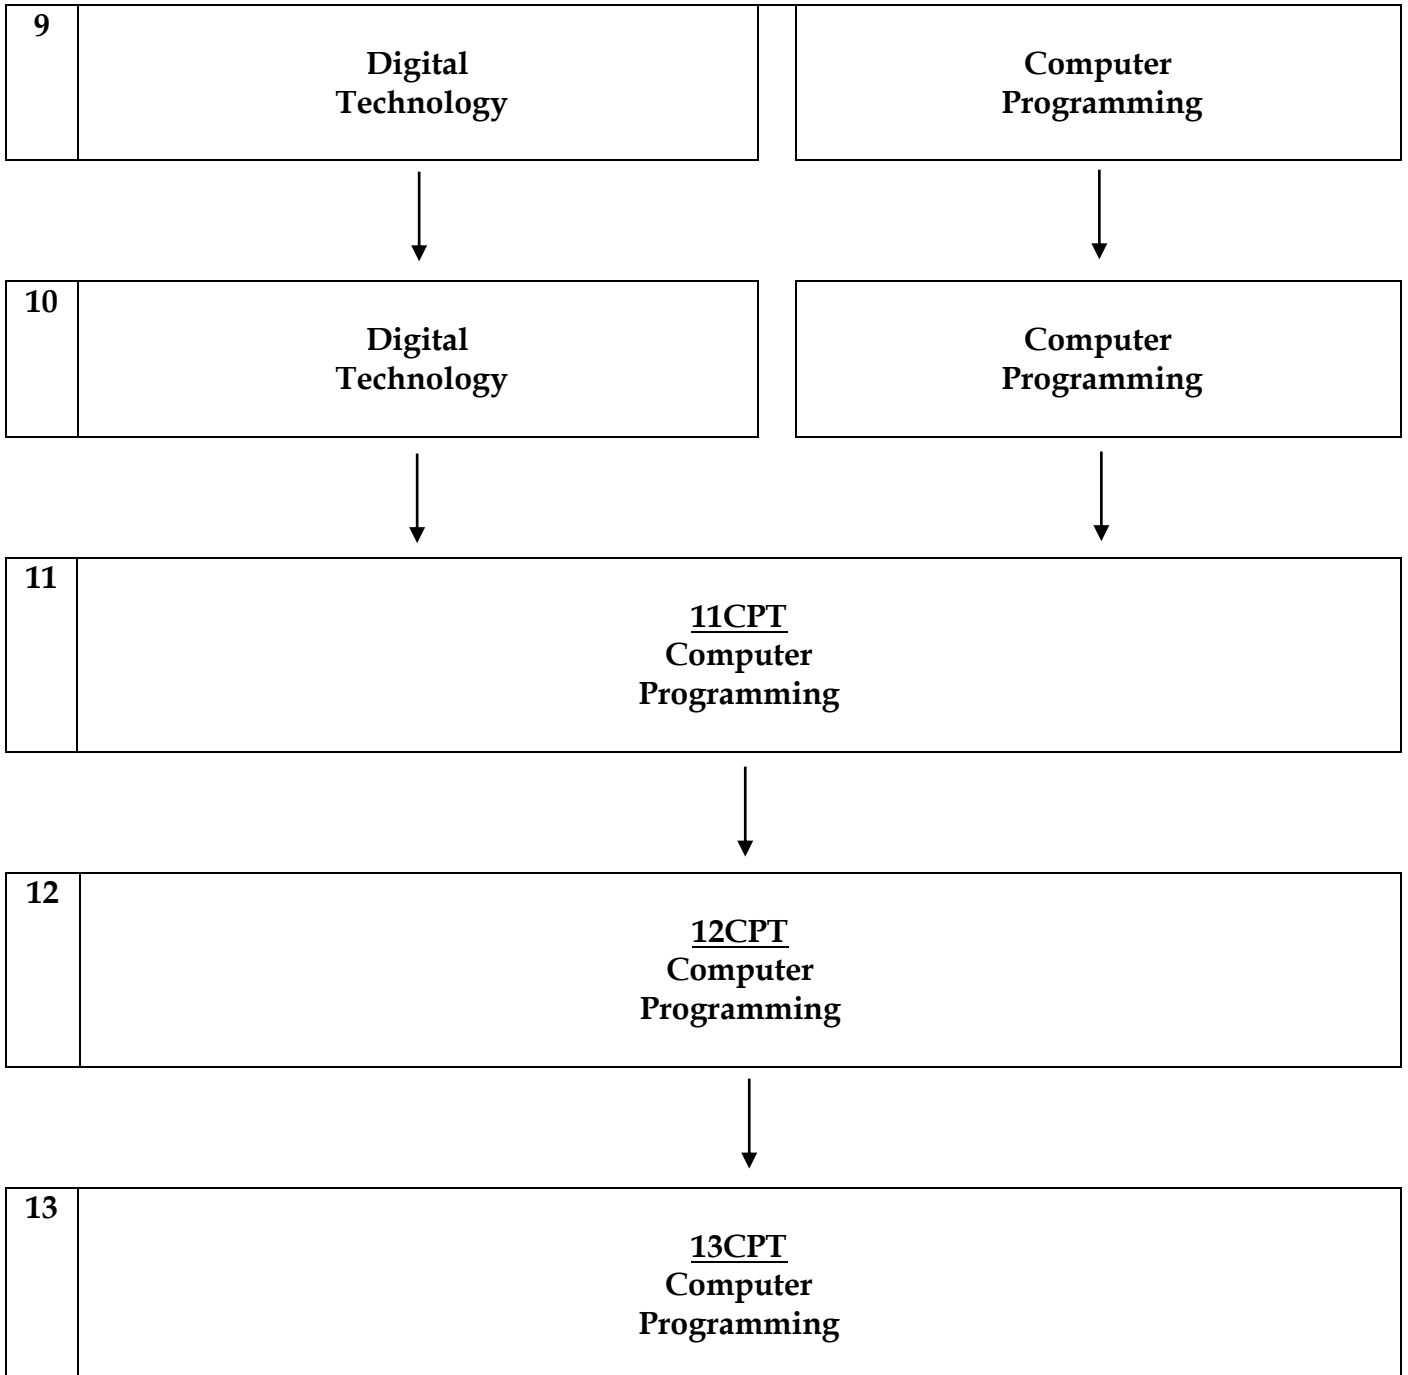 9
Digital
Technology
Computer
Programming
10
Digital
Technology
Computer
Programming
11
11CPT
Computer
Programming
12
12CPT
Computer
Programming
13
13CPT
Computer
Programming